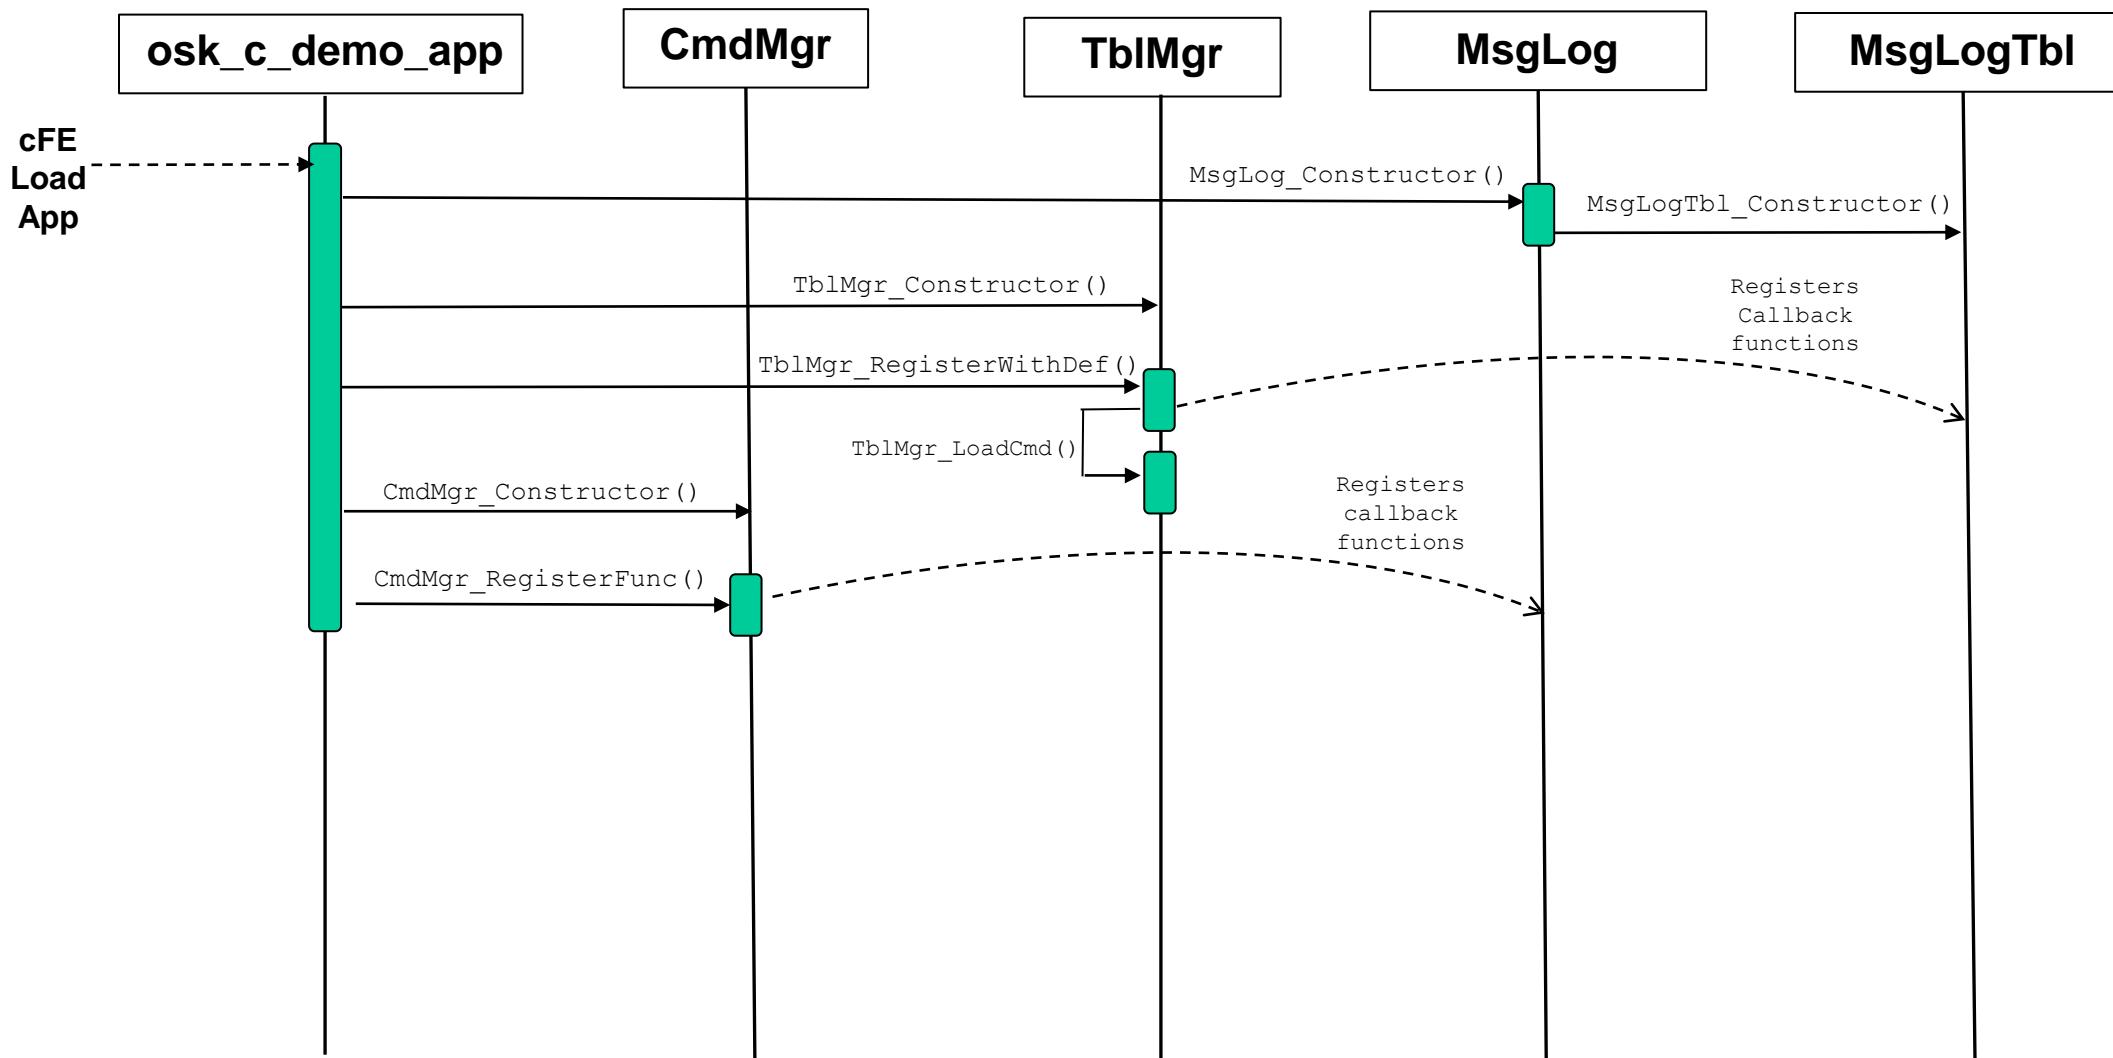 osk_c_demo_app
CmdMgr
TblMgr
MsgLog
MsgLogTbl
cFE
Load
App
MsgLog_Constructor()
MsgLogTbl_Constructor()
TblMgr_Constructor()
Registers
Callback
functions
TblMgr_RegisterWithDef()
TblMgr_LoadCmd()
CmdMgr_Constructor()
Registers
callback
functions
CmdMgr_RegisterFunc()